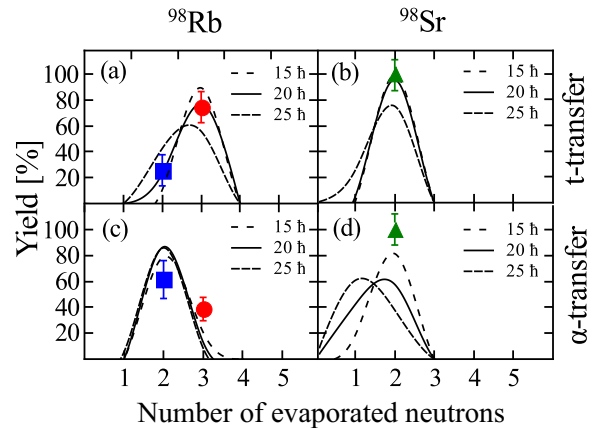 ⁹⁸Rb ⁹⁸Sr
(a) 15 ħ
20 ħ
25 ħ
(b) 15 ħ
20 ħ
25 ħ
100
80
60
40
20
t-transfer
(c) 15 ħ
20 ħ
25 ħ
(d) 15 ħ
20 ħ
25 ħ
100
80
60
40
20
α-transfer
Yield [%]
1 2 3 4 5 1 2 3 4 5
Number of evaporated neutrons